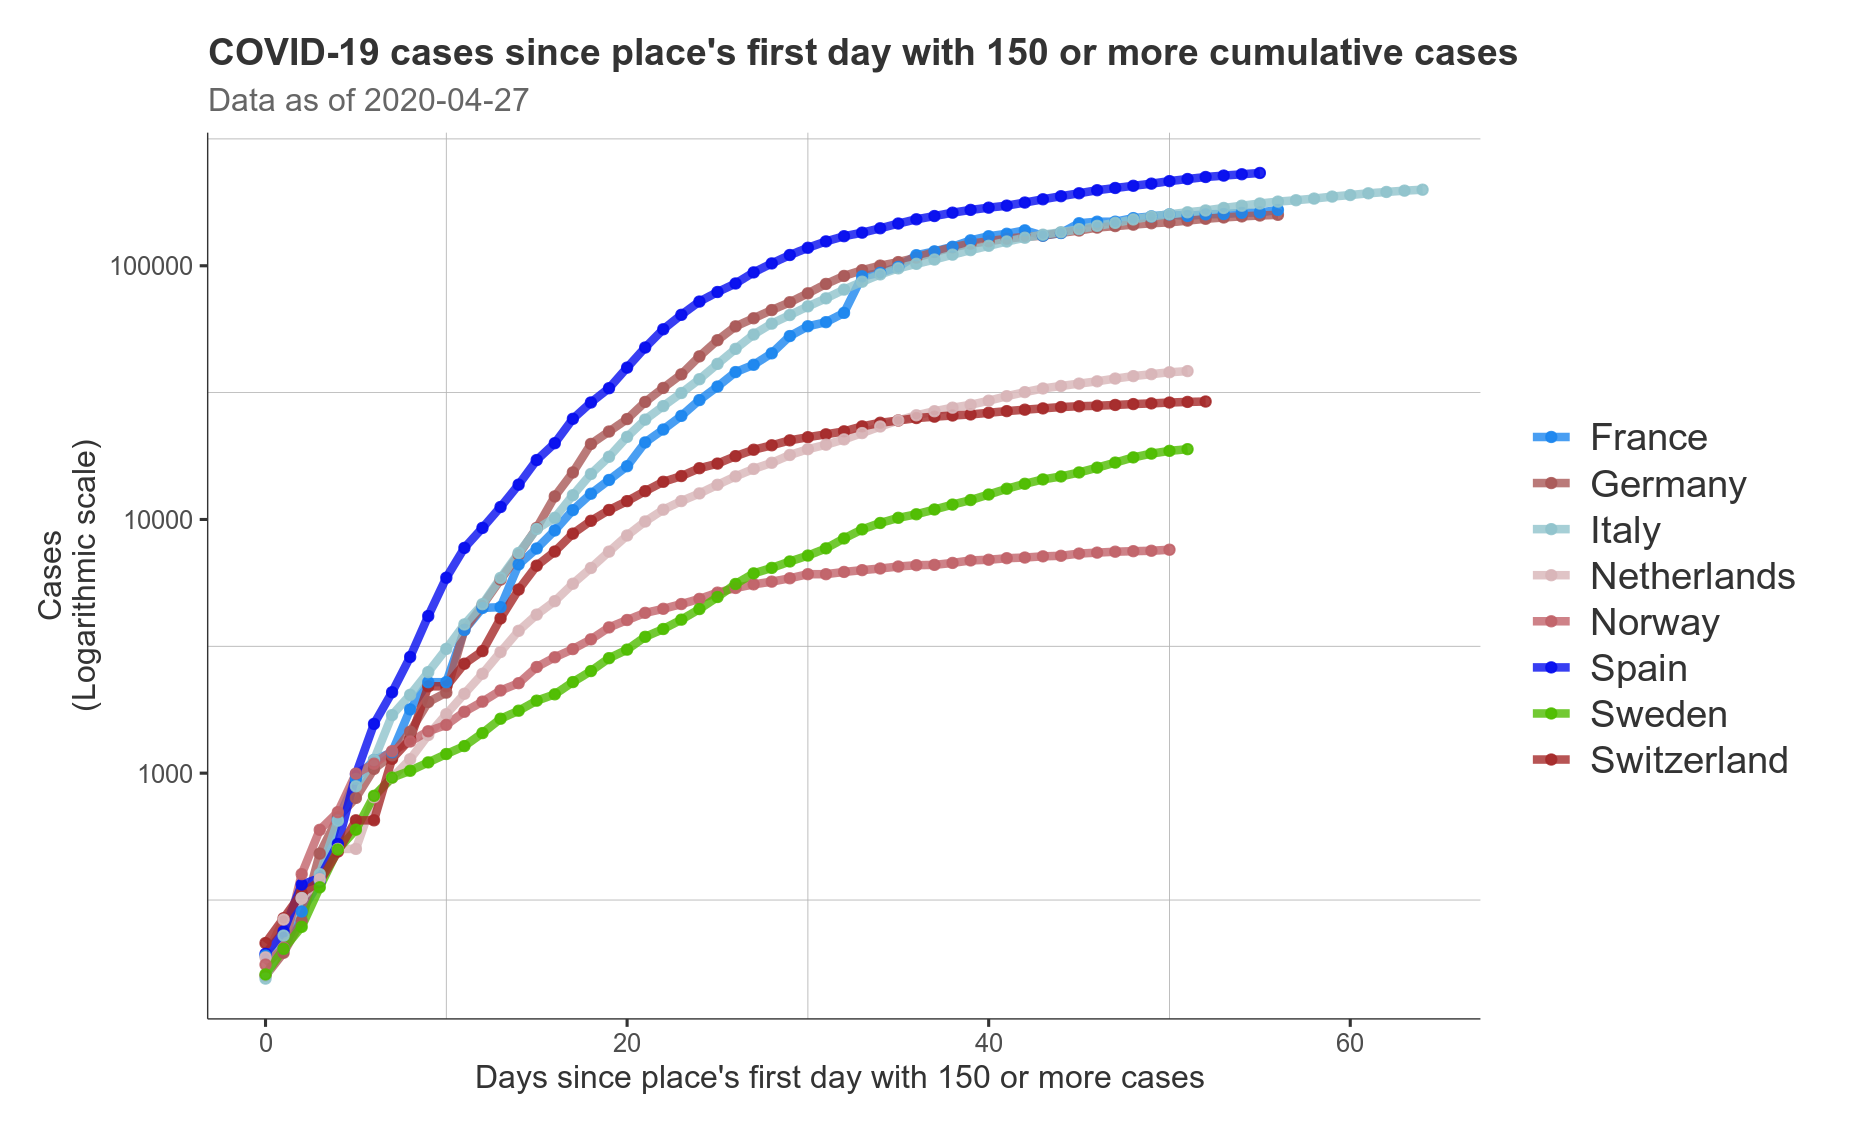 COVID-19 cases since place's first day with 150 or more cumulative cases
Data as of 2020-04-27
Cases
(Logarithmic scale)
100000
10000
1000
0
20
40
60
Days since place's first day with 150 or more cases
France
Germany
Italy
Netherlands
Norway
Spain
Sweden
Switzerland